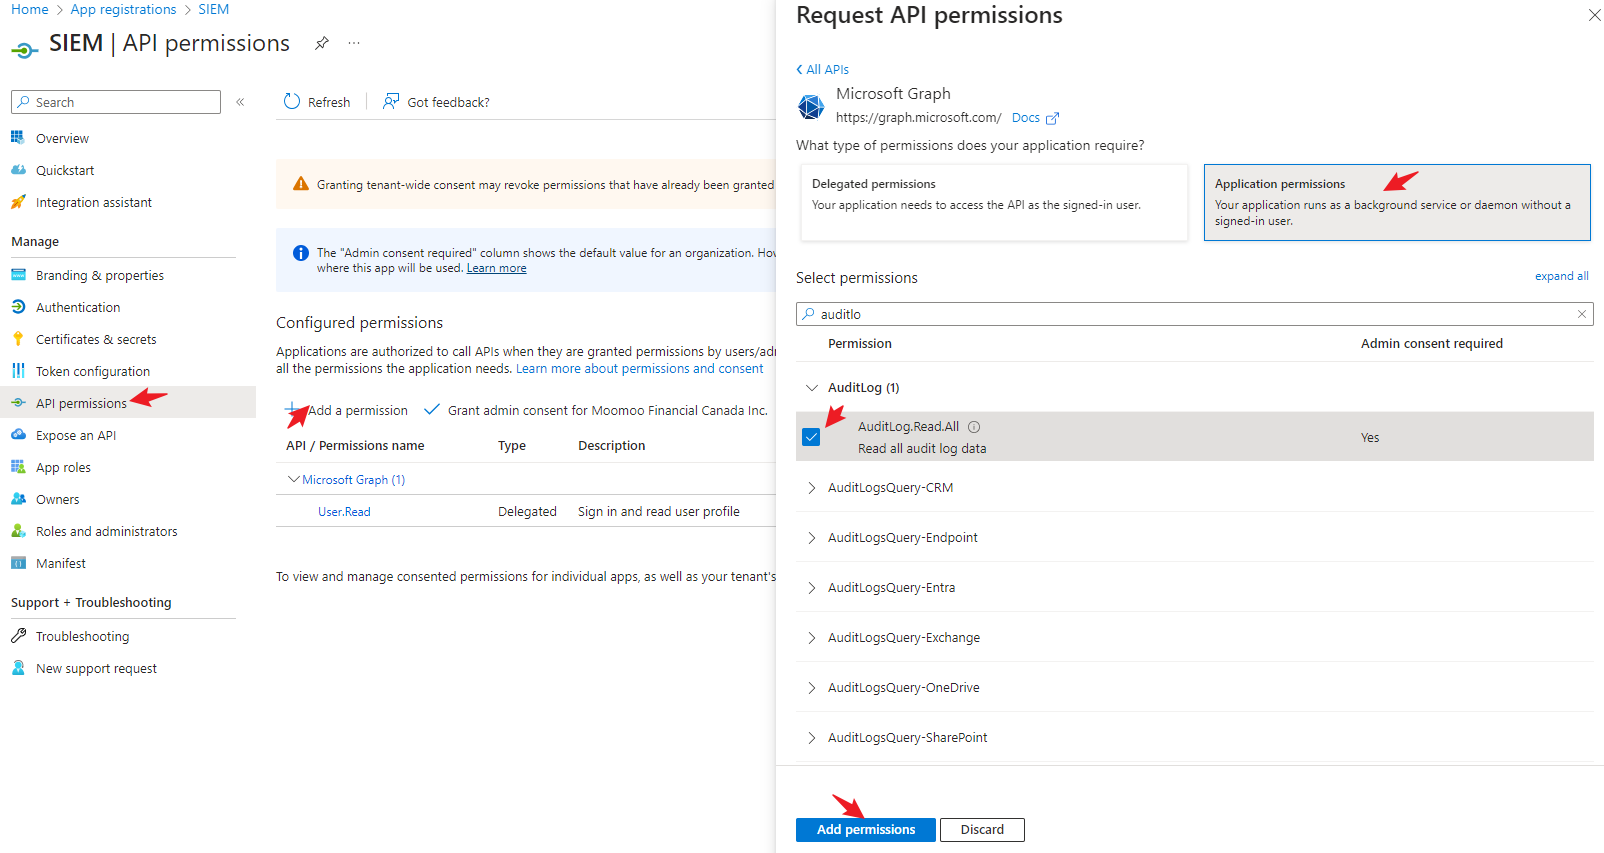 Home > App registrations > SIEM
SIEM | API permissions
Search
Overview
Quickstart
Integration assistant
Manage
Branding & properties
Authentication
Certificates & secrets
Token configuration
API permissions
Expose an API
App roles
Owners
Roles and administrators
Manifest
Support + Troubleshooting
Troubleshooting
New support request
Refresh
Got feedback?
Granting tenant-wide consent may revoke permissions that have already been granted
The "Admin consent required" column shows the default value for an organization. How
where this app will be used. Learn more
Configured permissions
Applications are authorized to call APIs when they are granted permissions by users/adm
all the permissions the application needs. Learn more about permissions and consent
Add a permission
Grant admin consent for Moomoo Financial Canada Inc.
API / Permissions name Type Description
Microsoft Graph (1)
User.Read Delegated Sign in and read user profile
To view and manage consented permissions for individual apps, as well as your tenant's
Request API permissions
All APIs
Microsoft Graph
https://graph.microsoft.com/ Docs
What type of permissions does your application require?
Delegated permissions
Your application needs to access the API as the signed-in user.
Application permissions
Your application runs as a background service or daemon without a
signed-in user.
Select permissions
expand all
auditlo
Permission Admin consent required
AuditLog (1)
AuditLog.Read.All
Read all audit log data
Yes
AuditLogsQuery-CRM
AuditLogsQuery-Endpoint
AuditLogsQuery-Entra
AuditLogsQuery-Exchange
AuditLogsQuery-OneDrive
AuditLogsQuery-SharePoint
Add permissions
Discard